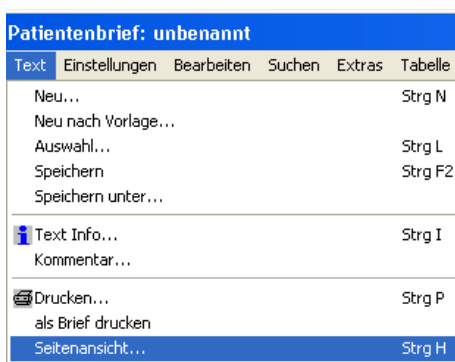 Patientenbrief: unbenannt
Text Einstellungen Bearbeiten Suchen Extras Tabelle
Neu... Strg N
Neu nach Vorlage...
Auswahl... Strg L
Speichern Strg F2
Speichern unter...
Text Info... Strg I
Kommentar...
Drucken... Strg P
als Brief drucken
Seitenansicht... Strg H